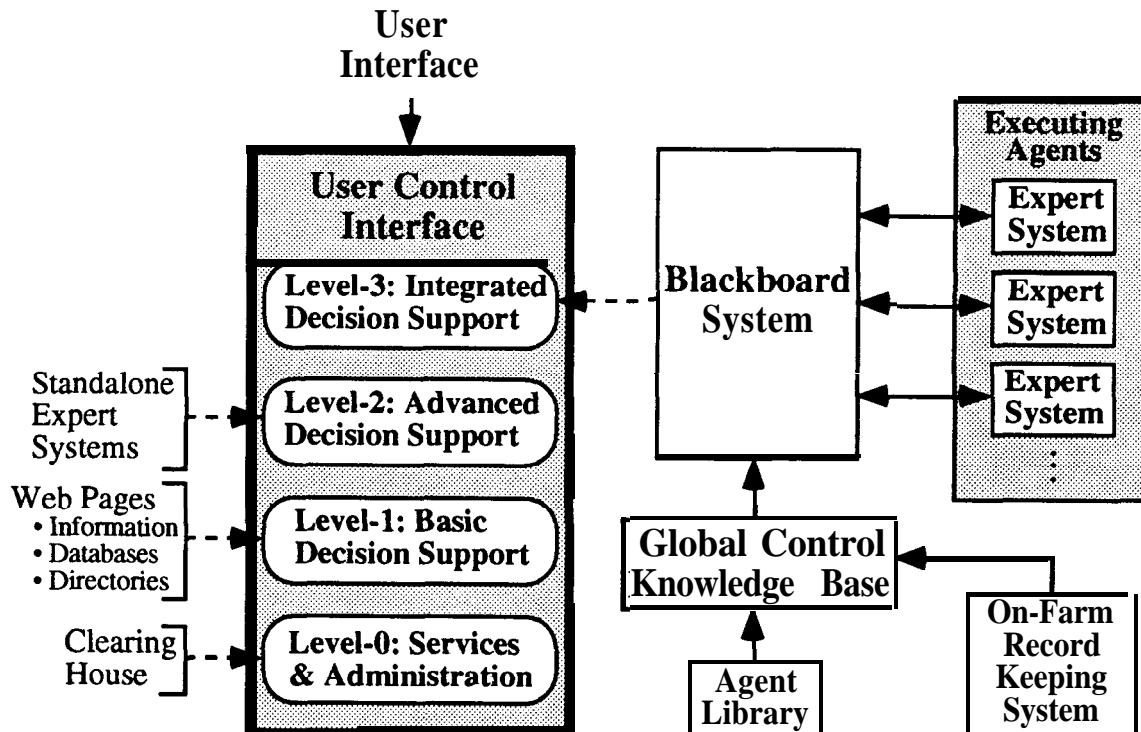 User
Interface
User Control
Interface
Level-3: Integrated
Decision Support
Level-2: Advanced
Decision Support
Level-1: Basic
Decision Support
Level-0: Services
& Administration
Standalone
Expert
Systems
Web Pages
• Information
• Databases
• Directories
Clearing
House
Blackboard
System
Global Control
Knowledge Base
Agent
Library
On-Farm
Record
Keeping
System
Executing
Agents
Expert
System
Expert
System
Expert
System